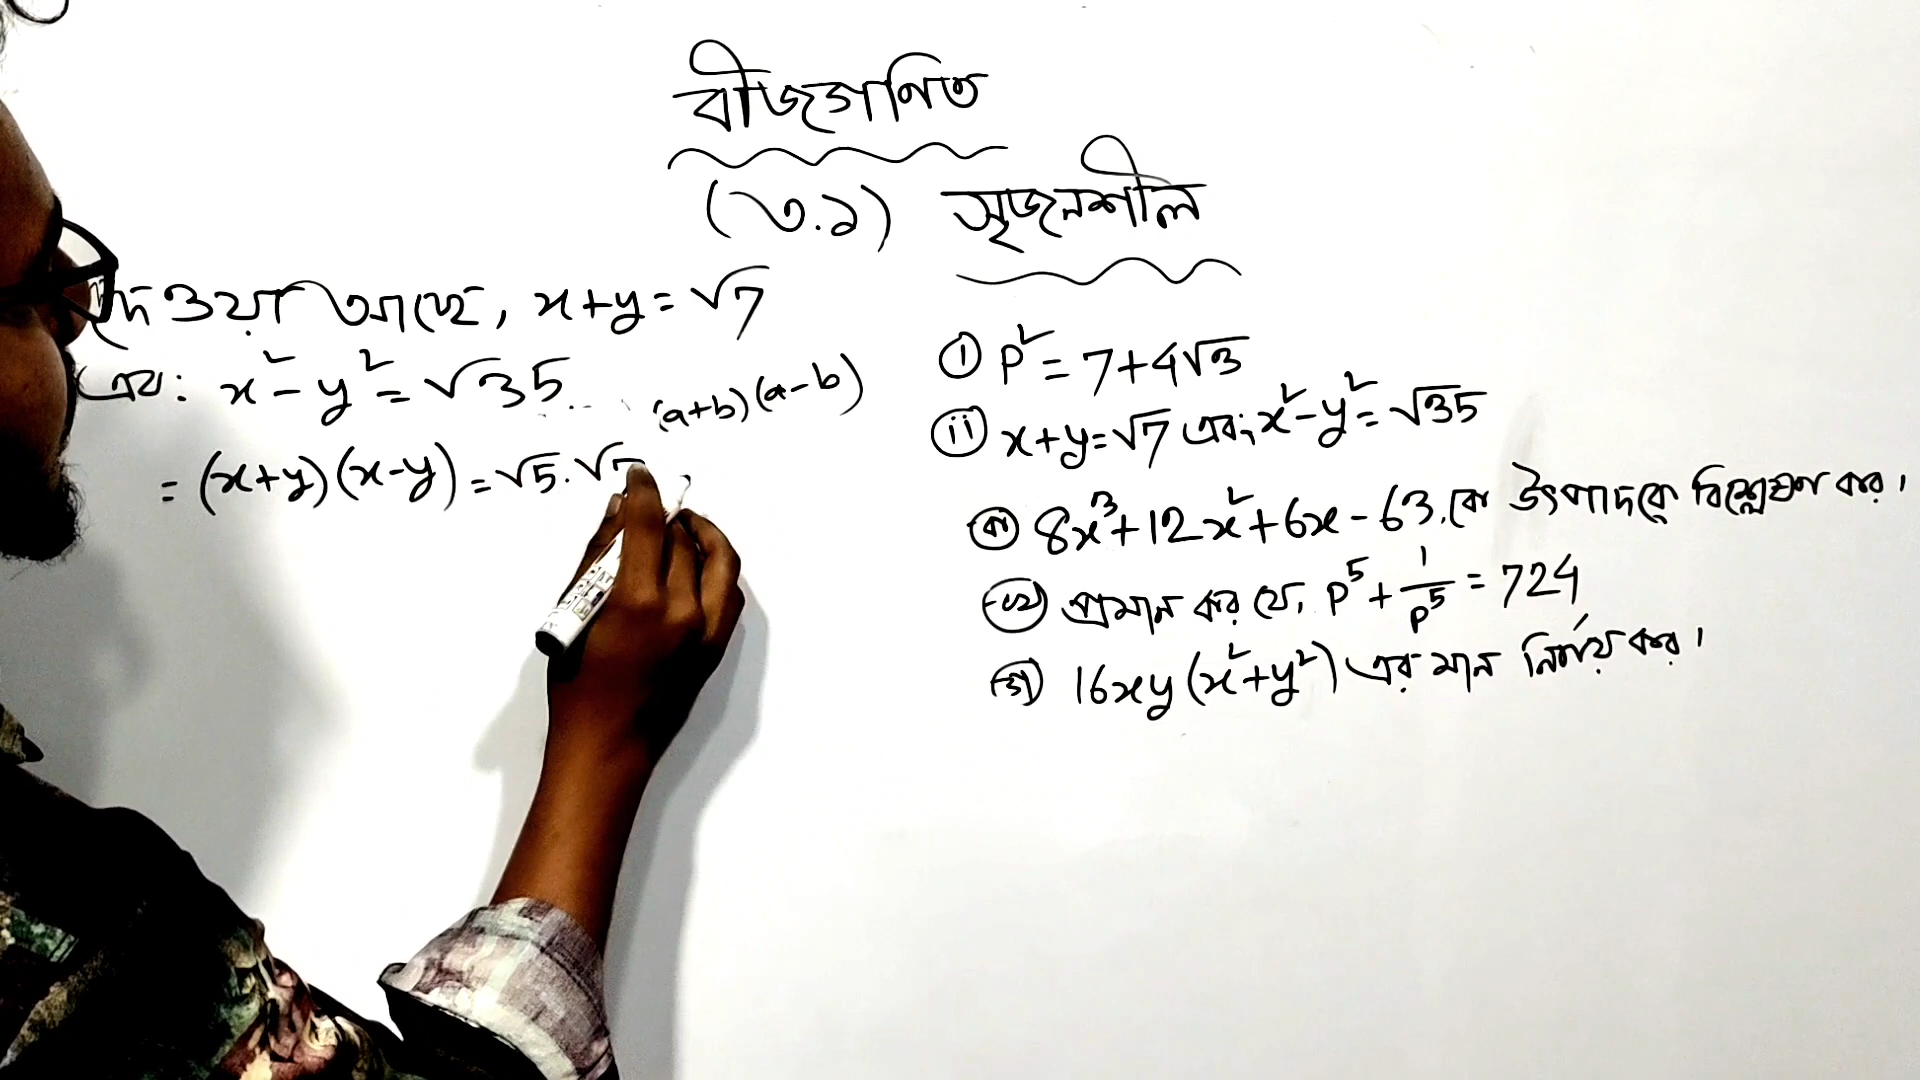 বীজগণিত
(৩.১) সৃজনশীল
দেওয়া আছে, x+y=√7
এবং x²-y²=√35
(a+b)(a-b)
=(x+y)(x-y)=√5.√7
i P²=7+4√3
ii x+y=√7 এবং x²-y²=√35
ক 8x³+12x²+6x-63. কে উৎপাদকে বিশ্লেষণ কর।
খ প্রমান কর যে, P⁵+1/P⁵=724
গ 16xy(x²+y²) এর মান নির্ণয় কর।